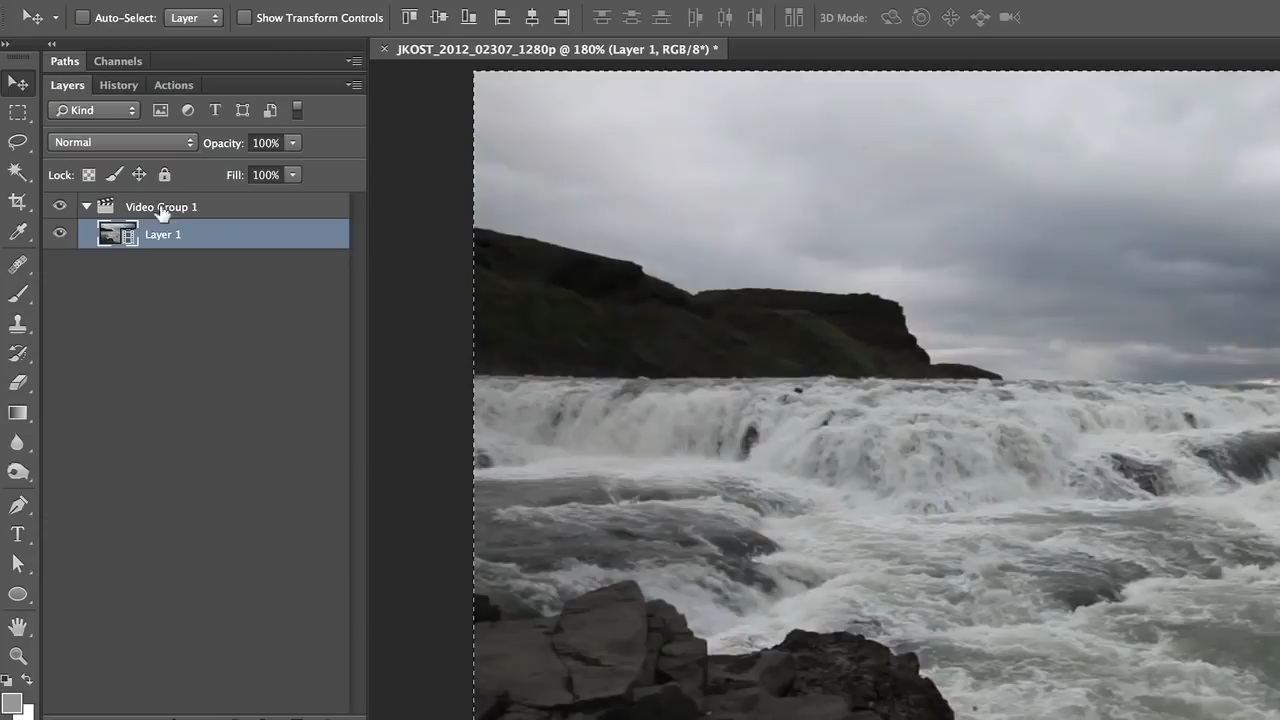 Auto-Select: Layer Show Transform Controls 3D Mode:
JKOST_2012_02307_1280p @ 180% (Layer 1, RGB/8*) *
Paths Channels
Layers History Actions
Kind
Normal Opacity: 100%
Lock: Fill: 100%
Video Group 1
Layer 1